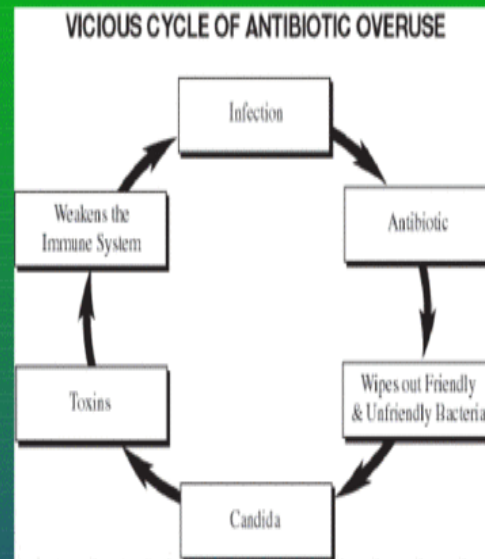 VICIOUS CYCLE OF ANTIBIOTIC OVERUSE
Infection
Antibiotic
Wipes out Friendly
& Unfriendly Bacteria
Candida
Toxins
Weakens the
Immune System